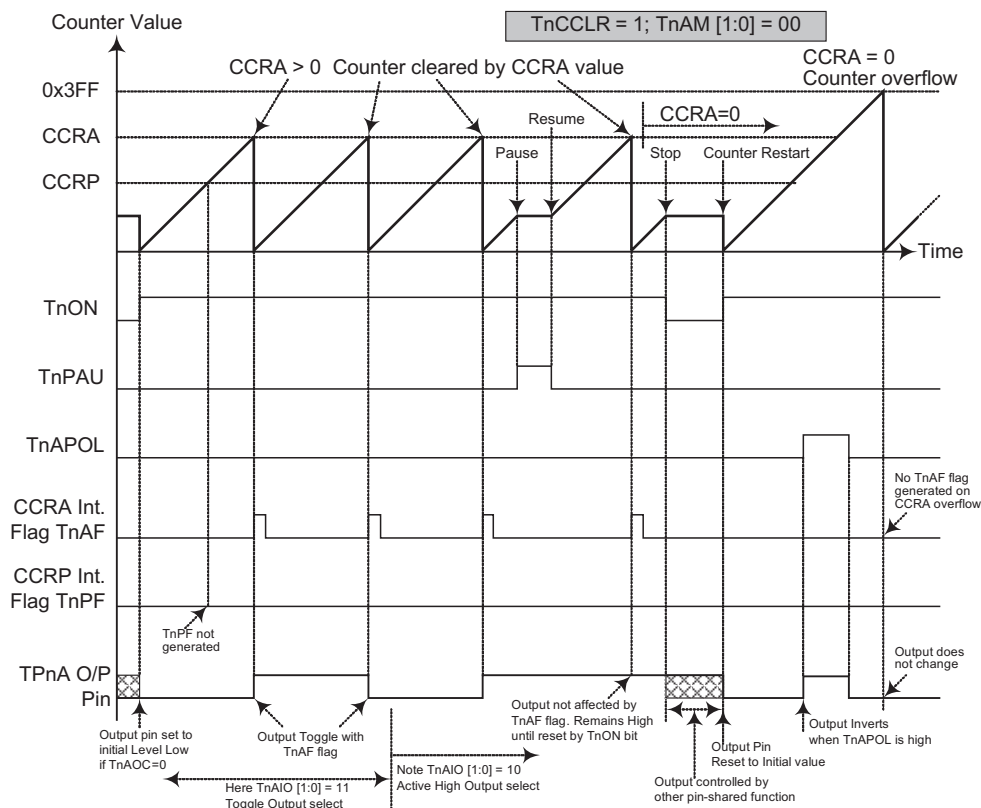 Counter Value
TnCCLR = 1; TnAM [1:0] = 00
CCRA > 0 Counter cleared by CCRA value
CCRA = 0
Counter overflow
0x3FF
CCRA
CCRP
Resume
CCRA=0
Pause
Stop
Counter Restart
Time
TnON
TnPAU
TnAPOL
CCRA Int.
Flag TnAF
No TnAF flag
generated on
CCRA overflow
CCRP Int.
Flag TnPF
TnPF not
generated
TPnA O/P
Pin
Output does
not change
Output pin set to
initial Level Low
if TnAOC=0
Output Toggle with
TnAF flag
Output not affected by
TnAF flag. Remains High
until reset by TnON bit
Output Pin
Reset to Initial value
Output Inverts
when TnAPOL is high
Here TnAIO [1:0] = 11
Toggle Output select
Note TnAIO [1:0] = 10
Active High Output select
Output controlled by
other pin-shared function